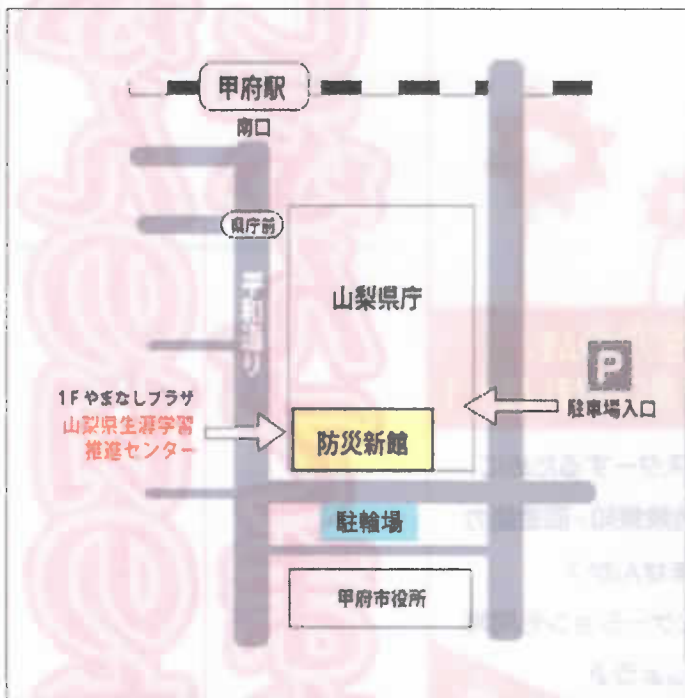 甲府駅
南口
県庁前
平和通り
山梨県庁
P
駐車場入口
1F やまなしプラザ
山梨県生涯学習
推進センター
防災新館
駐輪場
甲府市役所